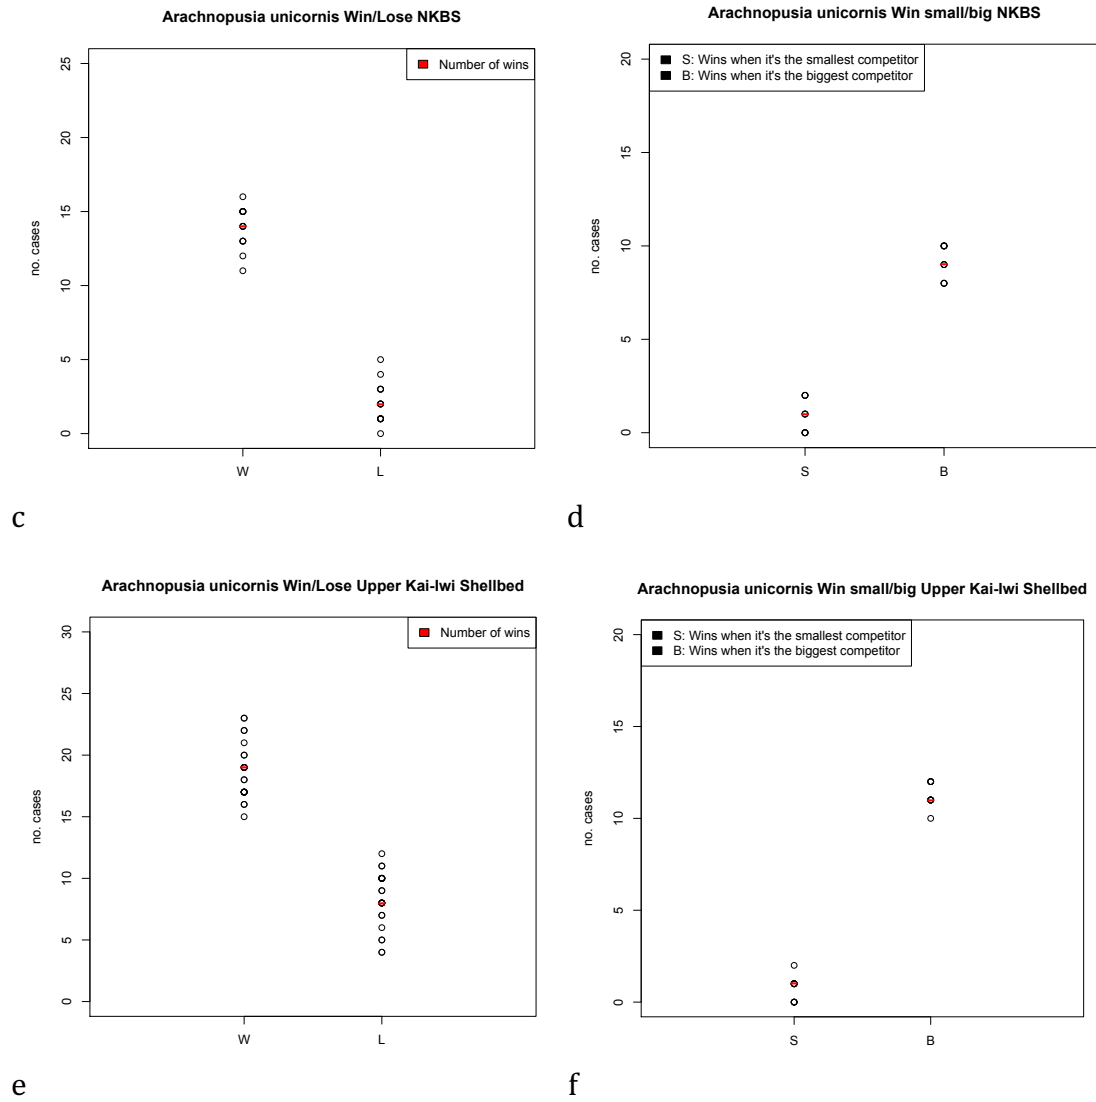 Arachnopusia unicornis Win/Lose NKBS
Number of wins
25
20
15
10
5
0
no. cases
W L
c
Arachnopusia unicornis Win small/big NKBS
S: Wins when it's the smallest competitor
B: Wins when it's the biggest competitor
20
15
10
5
0
no. cases
S B
d
Arachnopusia unicornis Win/Lose Upper Kai-Iwi Shellbed
Number of wins
30
25
20
15
10
5
0
no. cases
W L
e
Arachnopusia unicornis Win small/big Upper Kai-Iwi Shellbed
S: Wins when it's the smallest competitor
B: Wins when it's the biggest competitor
20
15
10
5
0
no. cases
S B
f